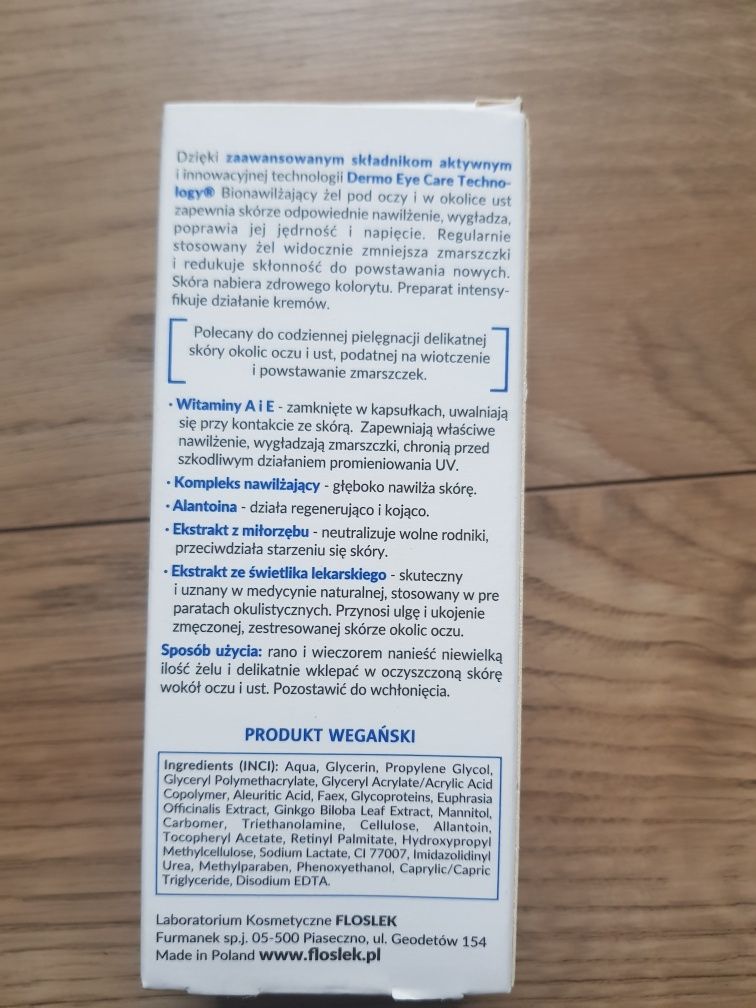 Dzięki zaawansowanym składnikom aktywnym
i innowacyjnej technologii Dermo Eye Care Techno-
logy® Bionawilżający żel pod oczy i w okolice ust
zapewnia skórze odpowiednie nawilżenie, wygładza,
poprawia jej jędrność i napięcie. Regularnie
stosowany żel widocznie zmniejsza zmarszczki
i redukuje skłonność do powstawania nowych.
Skóra nabiera zdrowego kolorytu. Preparat intensy-
fikuje działanie kremów.
Polecany do codziennej pielęgnacji delikatnej
skóry okolic oczu i ust, podatnej na wiotczenie
i powstawanie zmarszczek.
• Witaminy A i E - zamknięte w kapsułkach, uwalniają
się przy kontakcie ze skórą. Zapewniają właściwe
nawilżenie, wygładzają zmarszczki, chronią przed
szkodliwym działaniem promieniowania UV.
• Kompleks nawilżający - głęboko nawilża skórę.
• Alantoina - działa regenerująco i kojąco.
• Ekstrakt z miłorzębu - neutralizuje wolne rodniki,
przeciwdziała starzeniu się skóry.
• Ekstrakt ze świetlika lekarskiego - skuteczny
i uznany w medycynie naturalnej, stosowany w pre
paratach okulistycznych. Przynosi ulgę i ukojenie
zmęczonej, zestresowanej skórze okolic oczu.
Sposób użycia: rano i wieczorem nanieść niewielką
ilość żelu i delikatnie wklepać w oczyszczoną skórę
wokół oczu i ust. Pozostawić do wchłonięcia.
PRODUKT WEGAŃSKI
Ingredients (INCI): Aqua, Glycerin, Propylene Glycol,
Glyceryl Polymethacrylate, Glyceryl Acrylate/Acrylic Acid
Copolymer, Aleuritic Acid, Faex, Glycoproteins, Euphrasia
Officinalis Extract, Ginkgo Biloba Leaf Extract, Mannitol,
Carbomer, Triethanolamine, Cellulose, Allantoin,
Tocopheryl Acetate, Retinyl Palmitate, Hydroxypropyl
Methylcellulose, Sodium Lactate, CI 77007, Imidazolidinyl
Urea, Methylparaben, Phenoxyethanol, Caprylic/Capric
Triglyceride, Disodium EDTA.
Laboratorium Kosmetyczne FLOSLEK
Furmanek sp.j. 05-500 Piaseczno, ul. Geodetów 154
Made in Poland www.floslek.pl